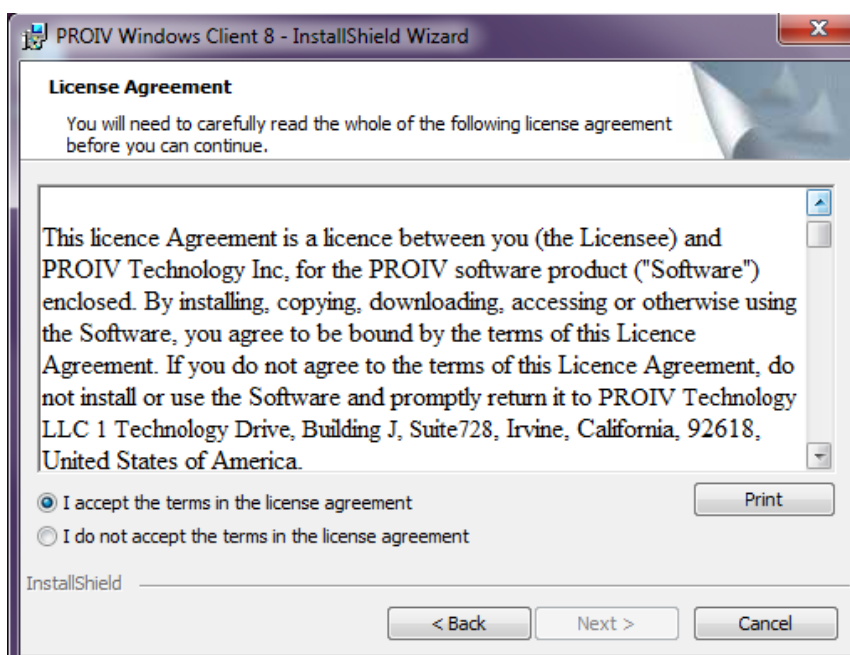 PROIV Windows Client 8 - InstallShield Wizard
X
License Agreement
You will need to carefully read the whole of the following license agreement
before you can continue.
This licence Agreement is a licence between you (the Licensee) and
PROIV Technology Inc, for the PROIV software product ("Software")
enclosed. By installing, copying, downloading, accessing or otherwise using
the Software, you agree to be bound by the terms of this Licence
Agreement. If you do not agree to the terms of this Licence Agreement, do
not install or use the Software and promptly return it to PROIV Technology
LLC 1 Technology Drive, Building J, Suite728, Irvine, California, 92618,
United States of America.
I accept the terms in the license agreement
Print
I do not accept the terms in the license agreement
InstallShield
< Back
Next >
Cancel